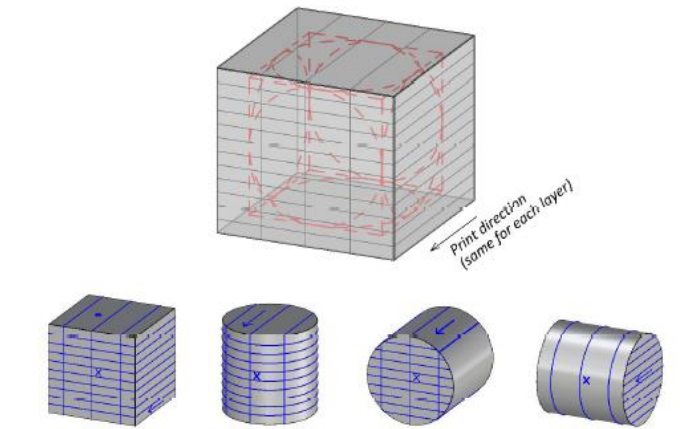 Print direction
(same for each layer)
X
X
X
X